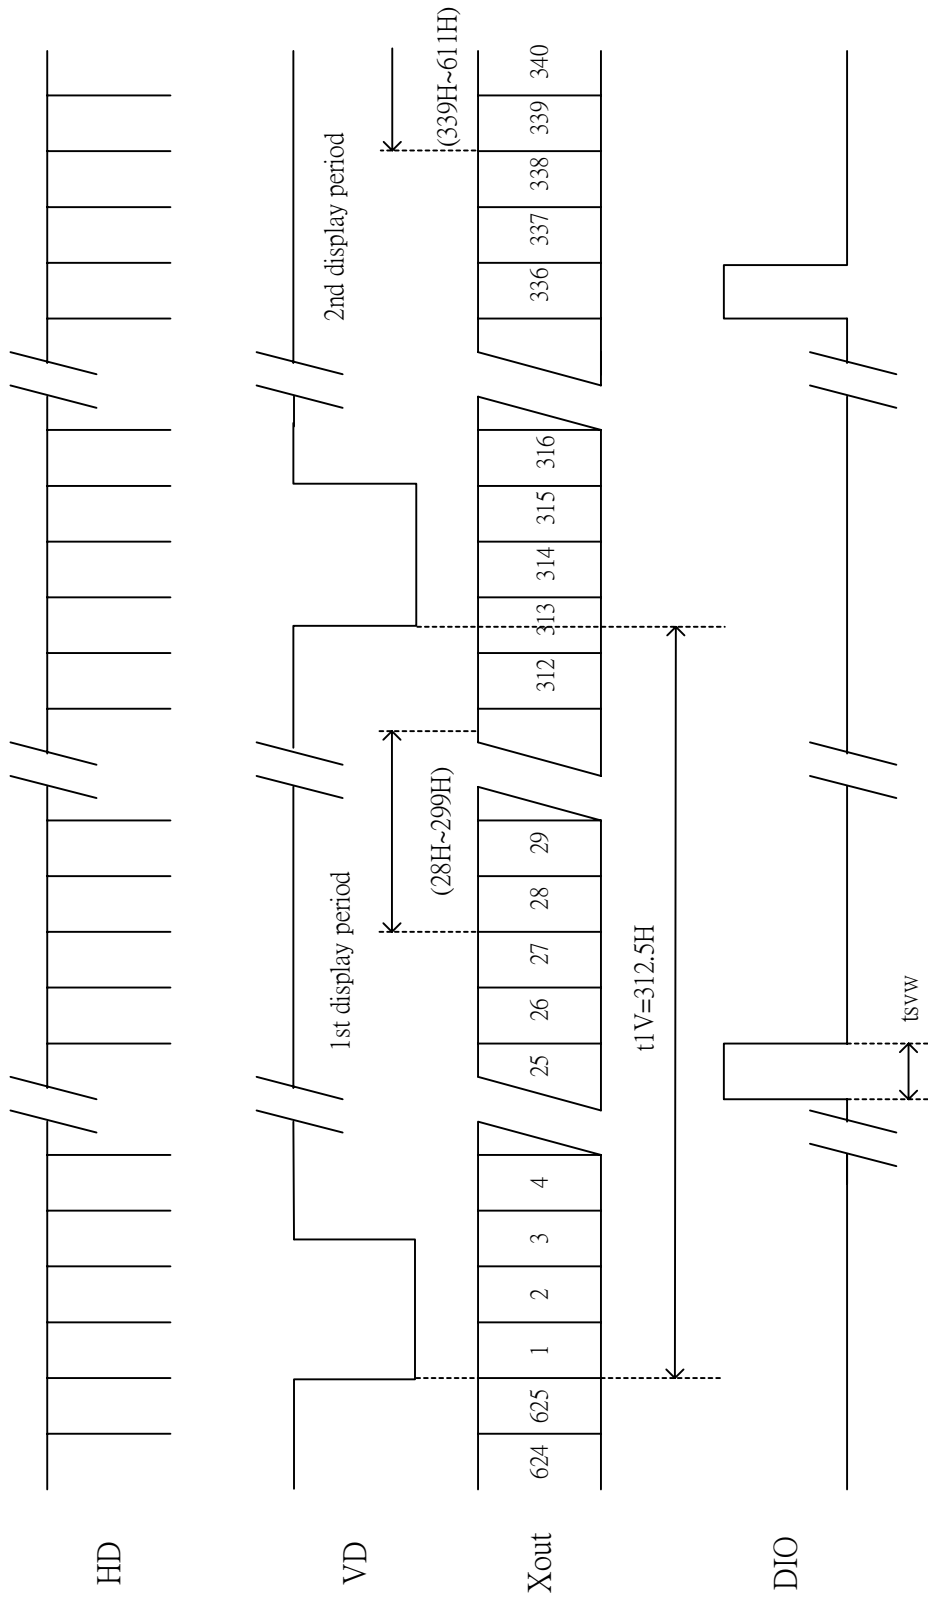 HD
VD
1st display period
2nd display period
(28H~299H)
(339H~611H)
Xout
624 625 1 2 3 4 25 26 27 28 29 312 313 314 315 316 336 337 338 339 340
t1V=312.5H
DIO
tsvw